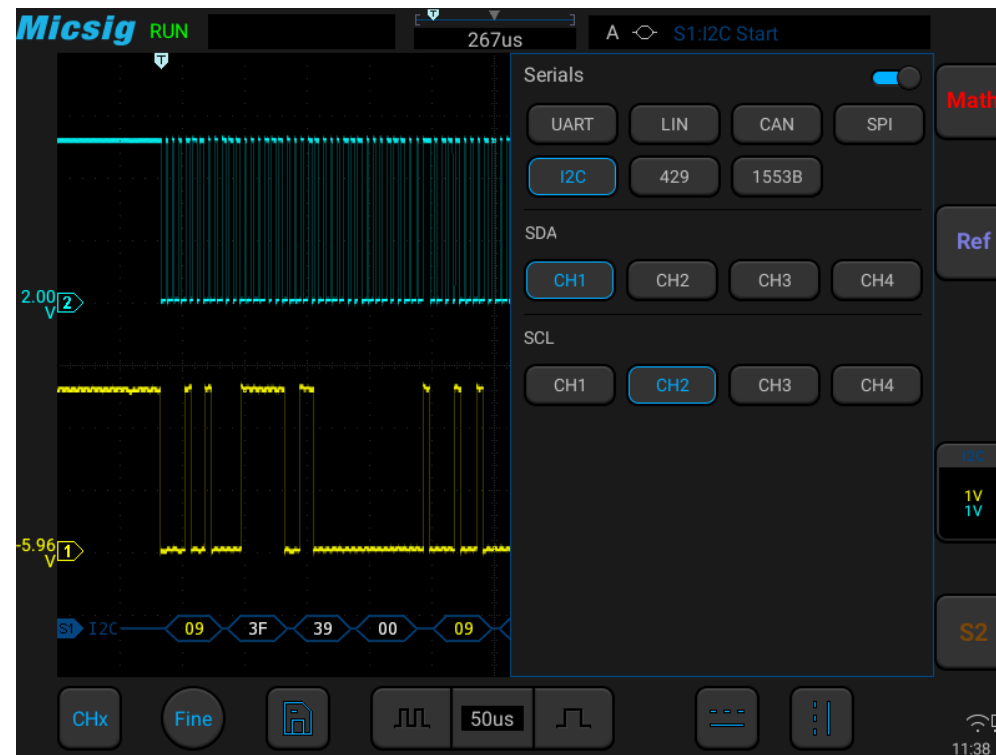 Micsig RUN
T
267us
A S1:I2C Start
T
Serials
UART LIN CAN SPI
I2C 429 1553B
SDA
CH1 CH2 CH3 CH4
SCL
CH1 CH2 CH3 CH4
Math
Ref
2.00 2
V
-5.96 1
V
I2C
1V
1V
S1 I2C 09 3F 39 00 09
S2
CHx Fine 50us
11:38